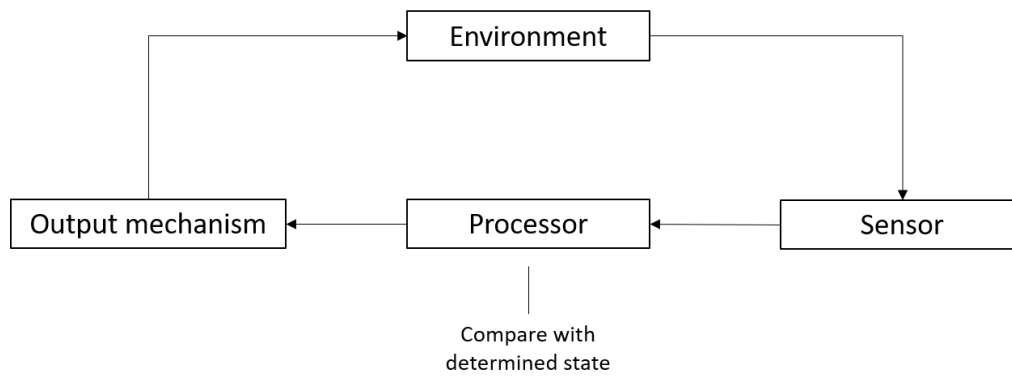 Environment
Output mechanism
Processor
Sensor
Compare with
determined state